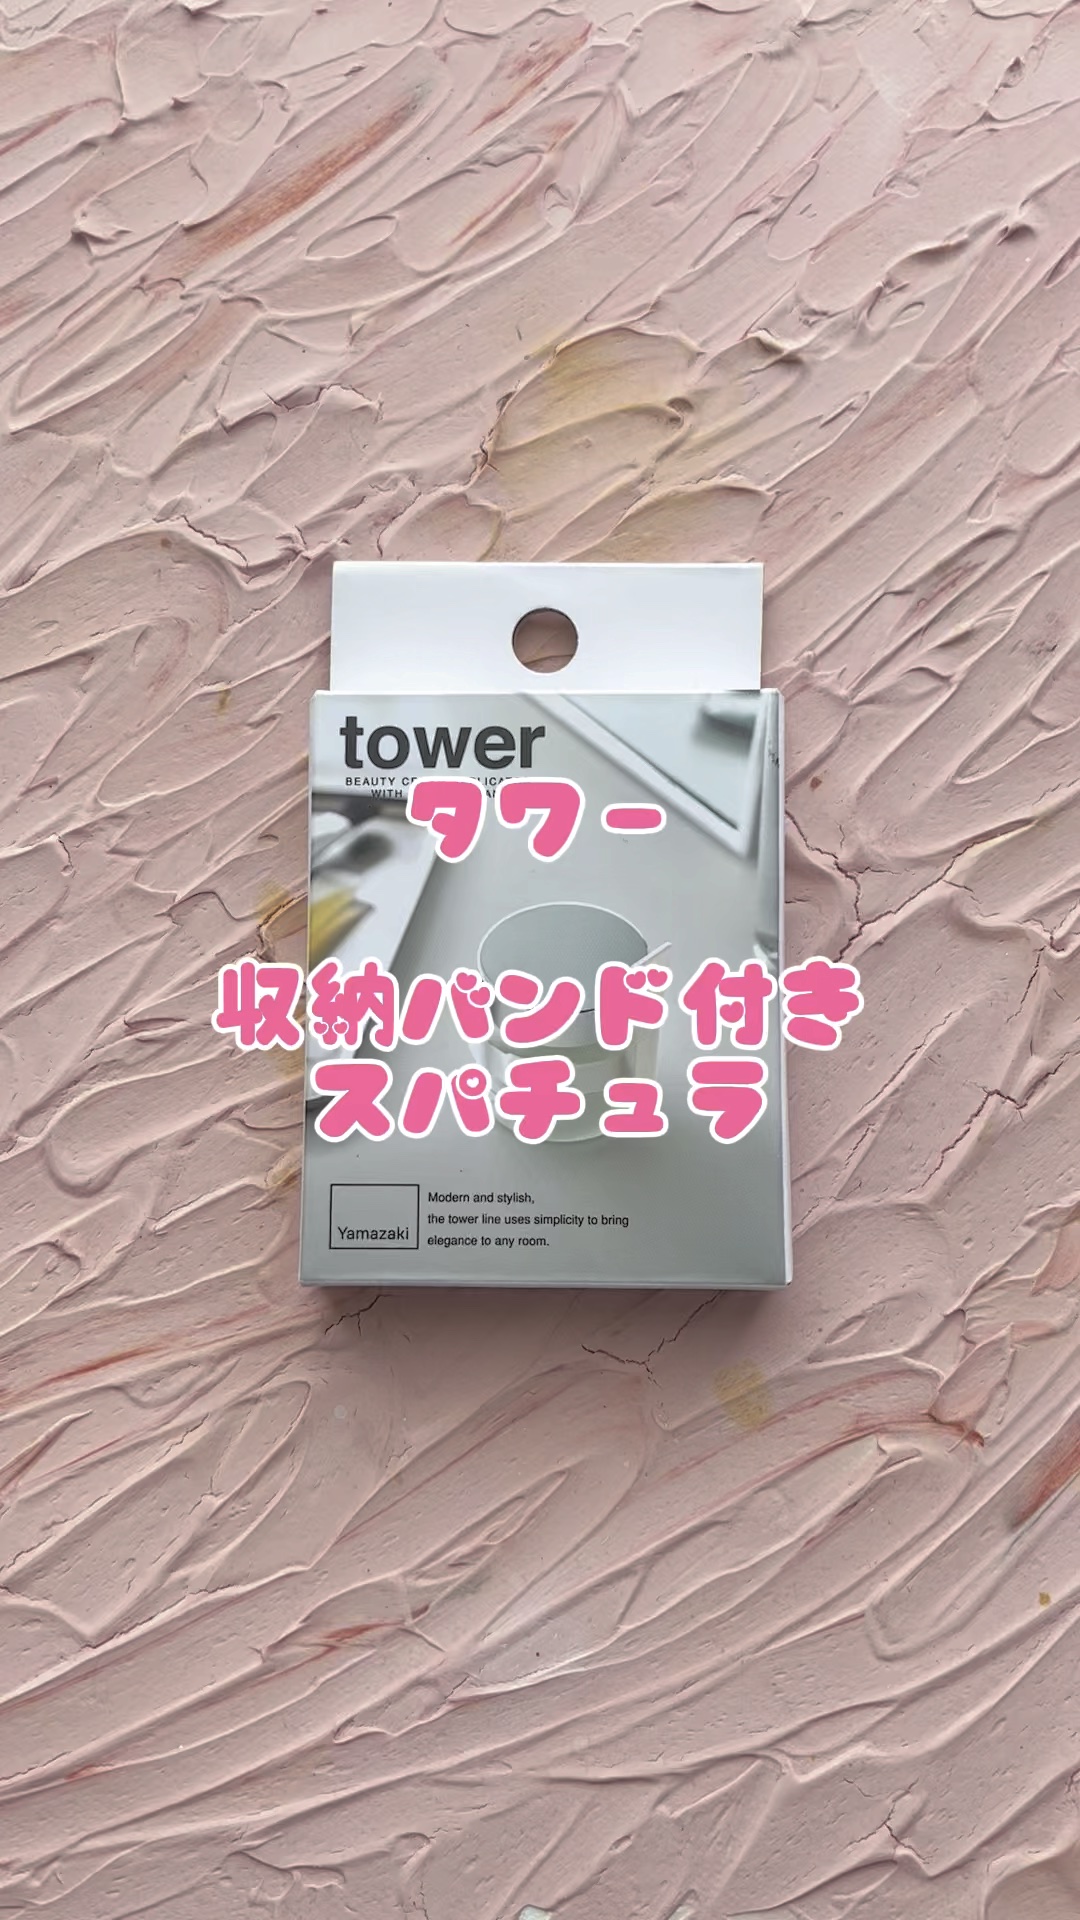 tower
BEAUTY
WITH
タワー
収納バンド付き
スパチュラ
Yamazaki
Modern and stylish,
the tower line uses simplicity to bring
elegance to any room.